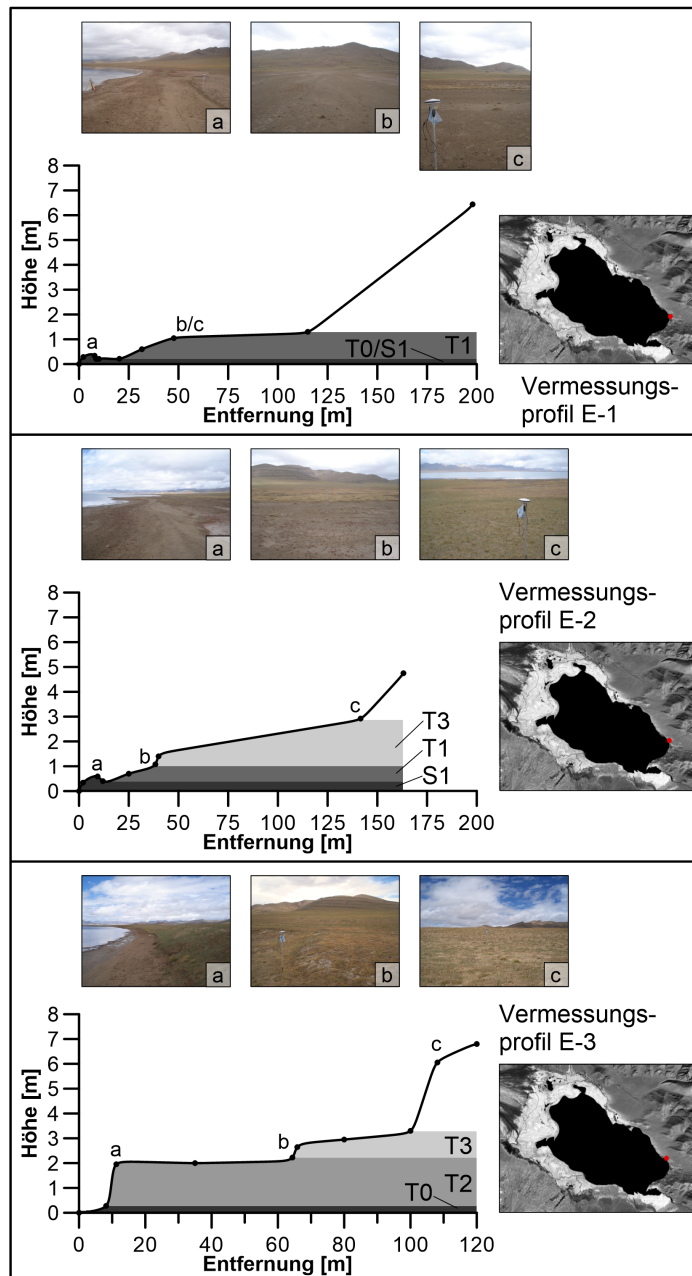 a
b
c
8
7
6
5
4
3
2
1
0
Höhe [m]
a
b/c
T0/S1
T1
0 25 50 75 100 125 150 175 200
Entfernung [m]
Vermessungs-
profil E-1
a
b
c
8
7
6
5
4
3
2
1
0
Höhe [m]
a
b
c
T3
T1
S1
0 25 50 75 100 125 150 175 200
Entfernung [m]
Vermessungs-
profil E-2
a
b
c
8
7
6
5
4
3
2
1
0
Höhe [m]
a
b
c
T3
T2
T0
0 20 40 60 80 100 120
Entfernung [m]
Vermessungs-
profil E-3